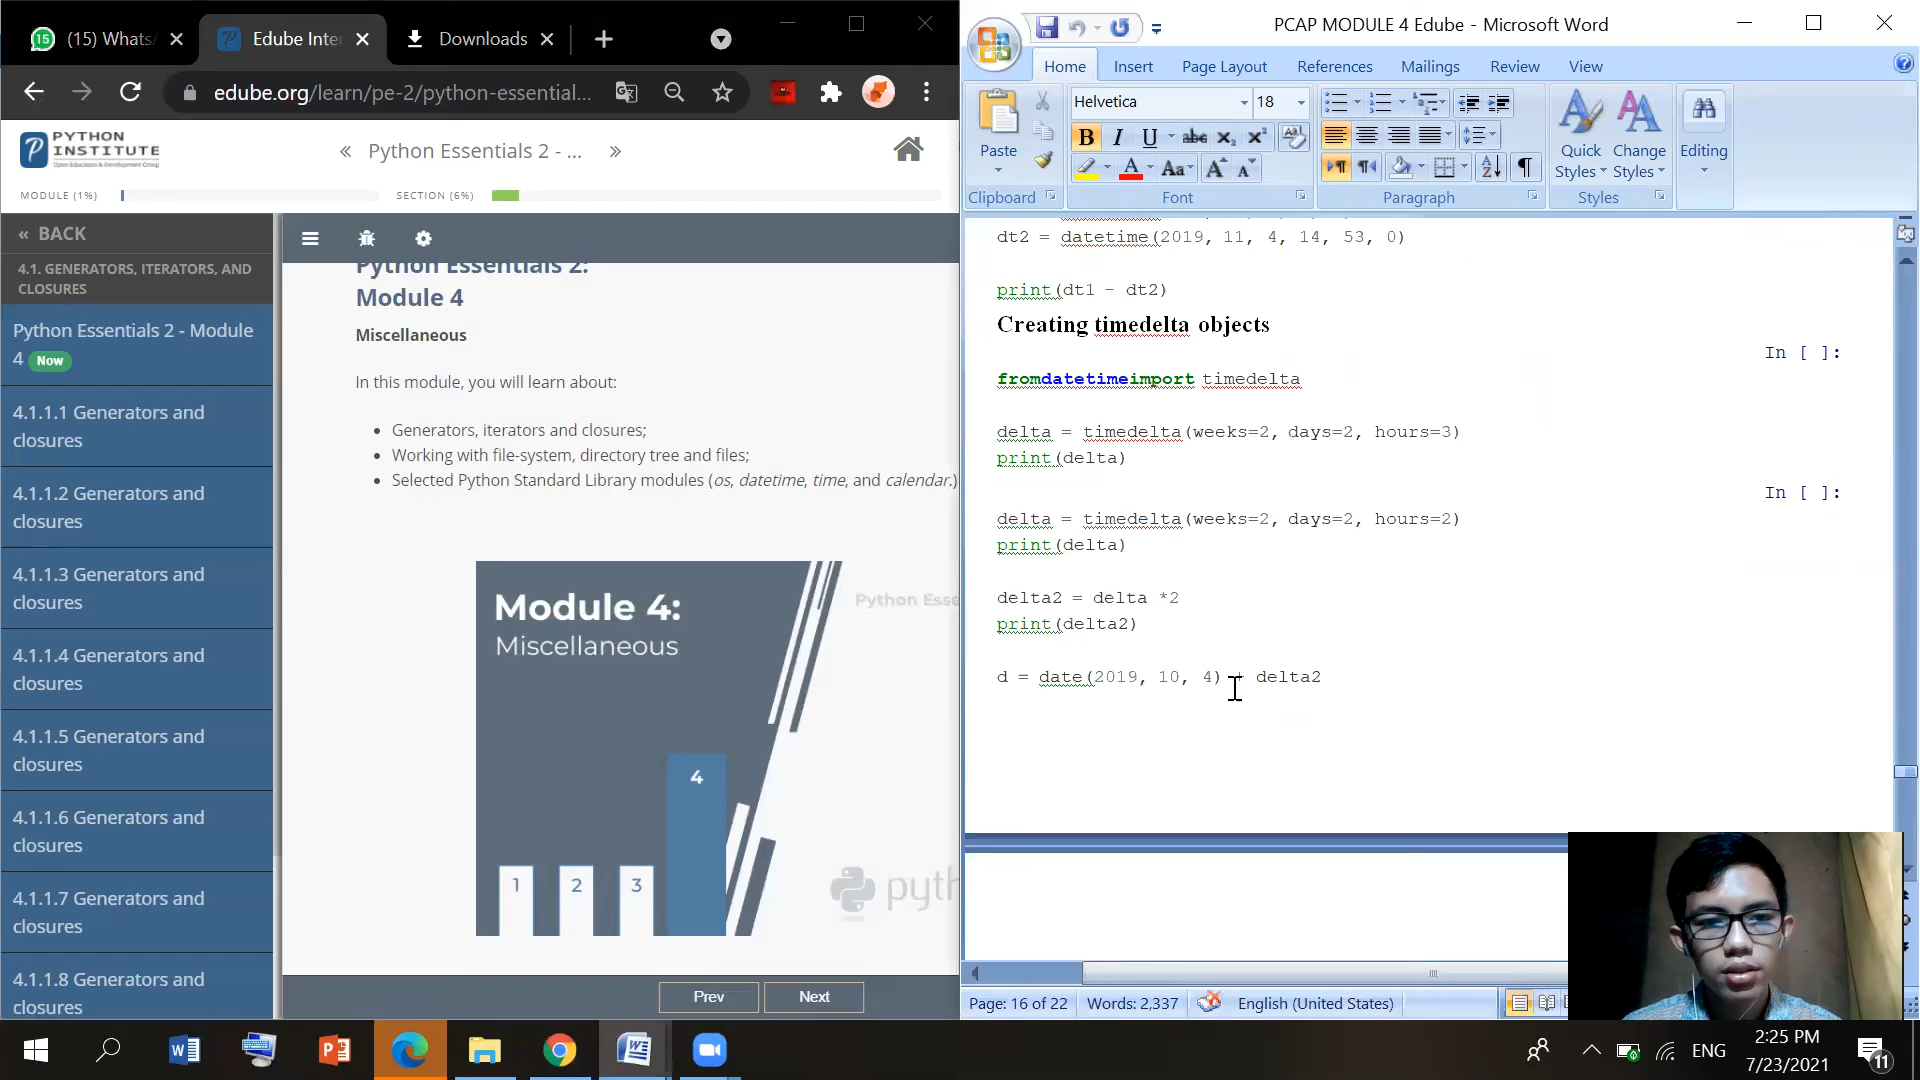 (15) WhatsA
Edube Inte
Downloads
edube.org/learn/pe-2/python-essential...
PYTHON
INSTITUTE
Open Education & Development Group
Python Essentials 2 - ...
MODULE (1%)
SECTION (6%)
« BACK
4.1. GENERATORS, ITERATORS, AND
CLOSURES
Python Essentials 2 - Module
4 Now
4.1.1.1 Generators and
closures
4.1.1.2 Generators and
closures
4.1.1.3 Generators and
closures
4.1.1.4 Generators and
closures
4.1.1.5 Generators and
closures
4.1.1.6 Generators and
closures
4.1.1.7 Generators and
closures
4.1.1.8 Generators and
closures
Python Essentials 2:
Module 4
Miscellaneous
In this module, you will learn about:
• Generators, iterators and closures;
• Working with file-system, directory tree and files;
• Selected Python Standard Library modules (os, datetime, time, and calendar.)
Module 4:
Miscellaneous
Python Esse
4
1 2 3
pyth
Prev
Next
PCAP MODULE 4 Edube - Microsoft Word
Home Insert Page Layout References Mailings Review View
Helvetica 18
Paste
Quick
Styles
Change
Styles
Editing
Clipboard Font Paragraph Styles
dt2 = datetime(2019, 11, 4, 14, 53, 0)
print(dt1 - dt2)
Creating timedelta objects
In [ ]:
fromdatetimeimport timedelta
delta = timedelta(weeks=2, days=2, hours=3)
print(delta)
In [ ]:
delta = timedelta(weeks=2, days=2, hours=2)
print(delta)
delta2 = delta *2
print(delta2)
d = date(2019, 10, 4) + delta2
Page: 16 of 22 Words: 2,337 English (United States)
ENG
2:25 PM
7/23/2021
11